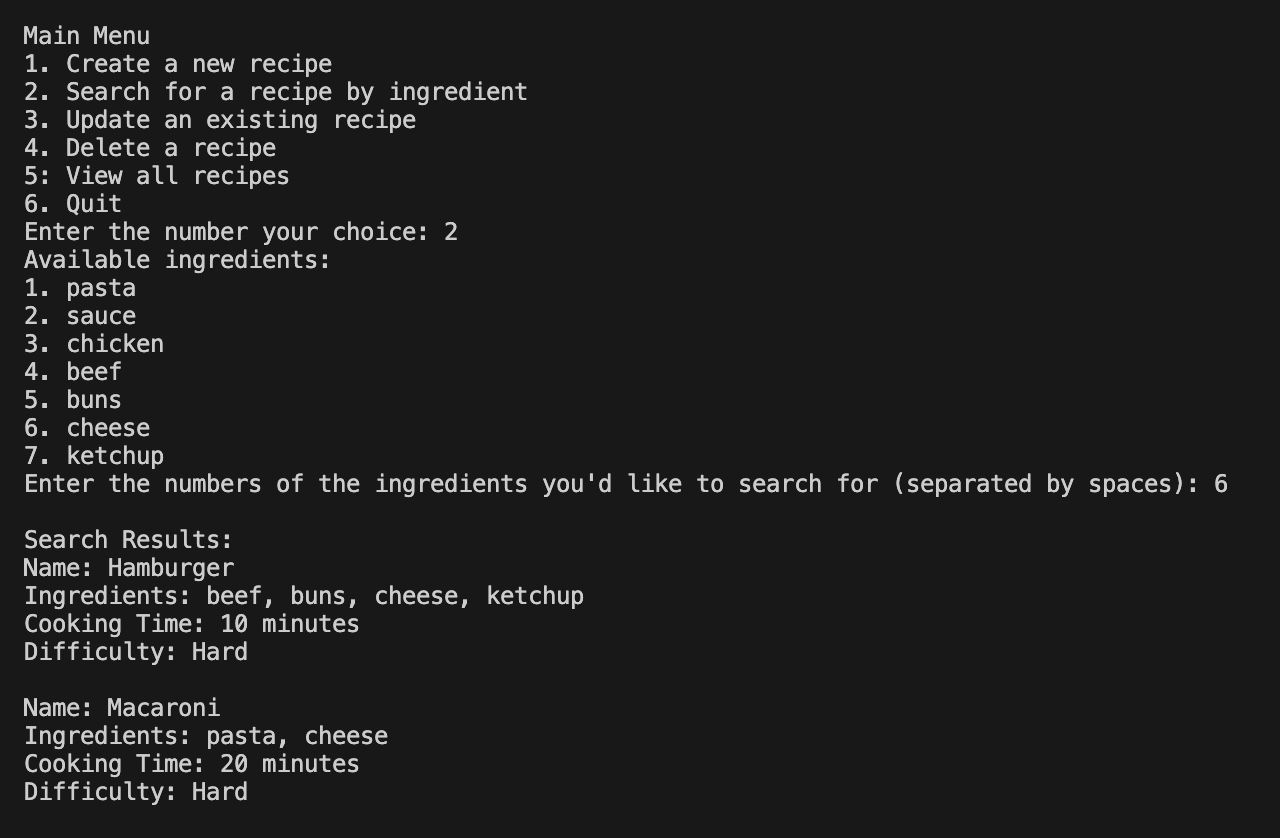 Main Menu
1. Create a new recipe
2. Search for a recipe by ingredient
3. Update an existing recipe
4. Delete a recipe
5: View all recipes
6. Quit
Enter the number your choice: 2
Available ingredients:
1. pasta
2. sauce
3. chicken
4. beef
5. buns
6. cheese
7. ketchup
Enter the numbers of the ingredients you'd like to search for (separated by spaces): 6
Search Results:
Name: Hamburger
Ingredients: beef, buns, cheese, ketchup
Cooking Time: 10 minutes
Difficulty: Hard
Name: Macaroni
Ingredients: pasta, cheese
Cooking Time: 20 minutes
Difficulty: Hard